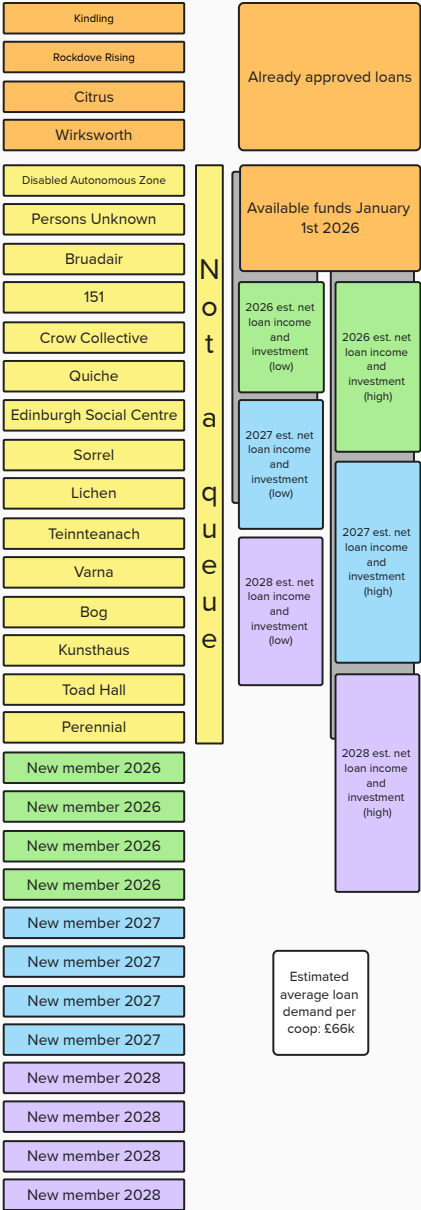 Kindling
Rockdove Rising
Citrus
Wirksworth
Already approved loans
Disabled Autonomous Zone
Persons Unknown
Bruadair
151
Crow Collective
Quiche
Edinburgh Social Centre
Sorrel
Lichen
Teinnteanach
Varna
Bog
Kunsthaus
Toad Hall
Perennial
New member 2026
New member 2026
New member 2026
New member 2026
New member 2027
New member 2027
New member 2027
New member 2027
New member 2028
New member 2028
New member 2028
New member 2028
Not a queue
Available funds January
1st 2026
2026 est. net
loan income
and
investment
(low)
2027 est. net
loan income
and
investment
(low)
2028 est. net
loan income
and
investment
(low)
2026 est. net
loan income
and
investment
(high)
2027 est. net
loan income
and
investment
(high)
2028 est. net
loan income
and
investment
(high)
Estimated
average loan
demand per
coop: £66k